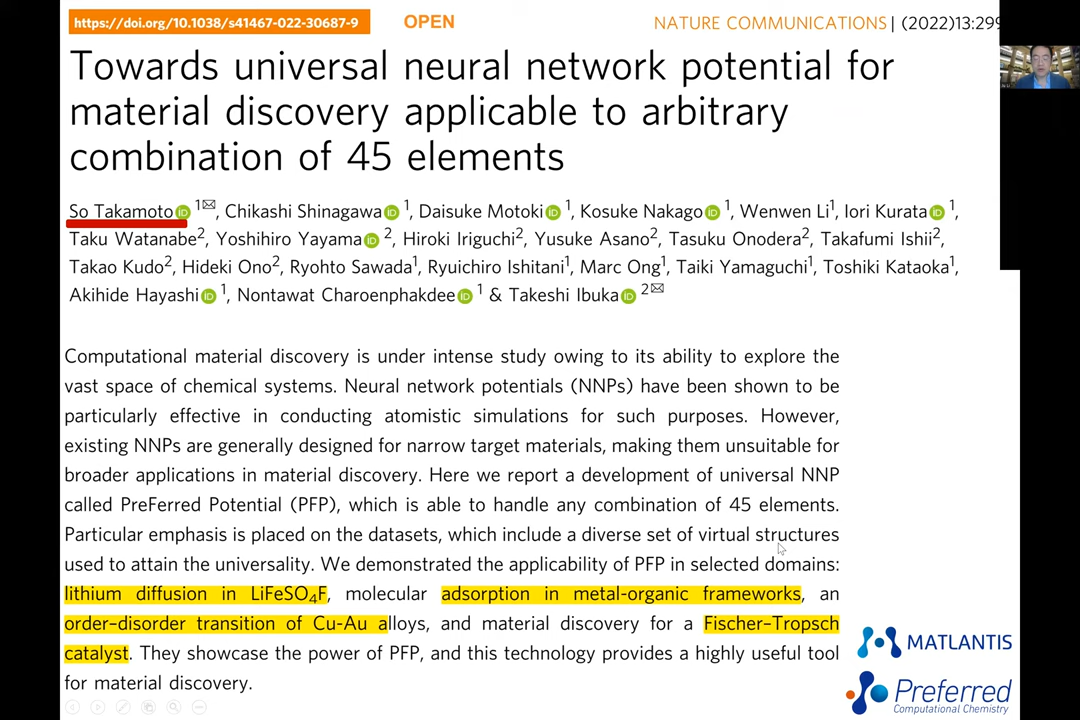 https://doi.org/10.1038/s41467-022-30687-9 OPEN NATURE COMMUNICATIONS | (2022)13:299
Towards universal neural network potential for
material discovery applicable to arbitrary
combination of 45 elements
So Takamoto 1✉, Chikashi Shinagawa 1, Daisuke Motoki 1, Kosuke Nakago 1, Wenwen Li1, Iori Kurata 1,
Taku Watanabe2, Yoshihiro Yayama 2, Hiroki Iriguchi2, Yusuke Asano2, Tasuku Onodera2, Takafumi Ishii2,
Takao Kudo2, Hideki Ono2, Ryohto Sawada1, Ryuichiro Ishitani1, Marc Ong1, Taiki Yamaguchi1, Toshiki Kataoka1,
Akihide Hayashi 1, Nontawat Charoenphakdee 1 & Takeshi Ibuka 2✉
Computational material discovery is under intense study owing to its ability to explore the
vast space of chemical systems. Neural network potentials (NNPs) have been shown to be
particularly effective in conducting atomistic simulations for such purposes. However,
existing NNPs are generally designed for narrow target materials, making them unsuitable for
broader applications in material discovery. Here we report a development of universal NNP
called PreFerred Potential (PFP), which is able to handle any combination of 45 elements.
Particular emphasis is placed on the datasets, which include a diverse set of virtual structures
used to attain the universality. We demonstrated the applicability of PFP in selected domains:
lithium diffusion in LiFeSO4F, molecular adsorption in metal-organic frameworks, an
order–disorder transition of Cu-Au alloys, and material discovery for a Fischer–Tropsch
catalyst. They showcase the power of PFP, and this technology provides a highly useful tool
for material discovery.
MATLANTIS
Preferred
Computational Chemistry